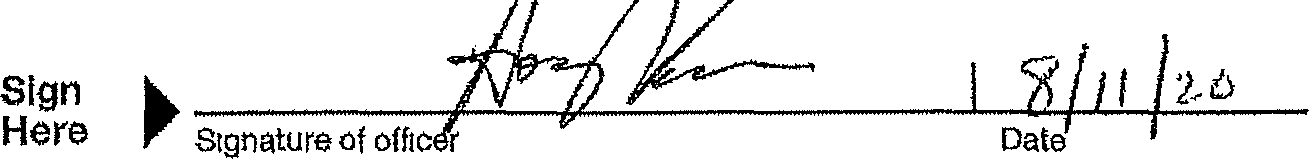 Sign
Here
8/11/20
Signature of officer
Date